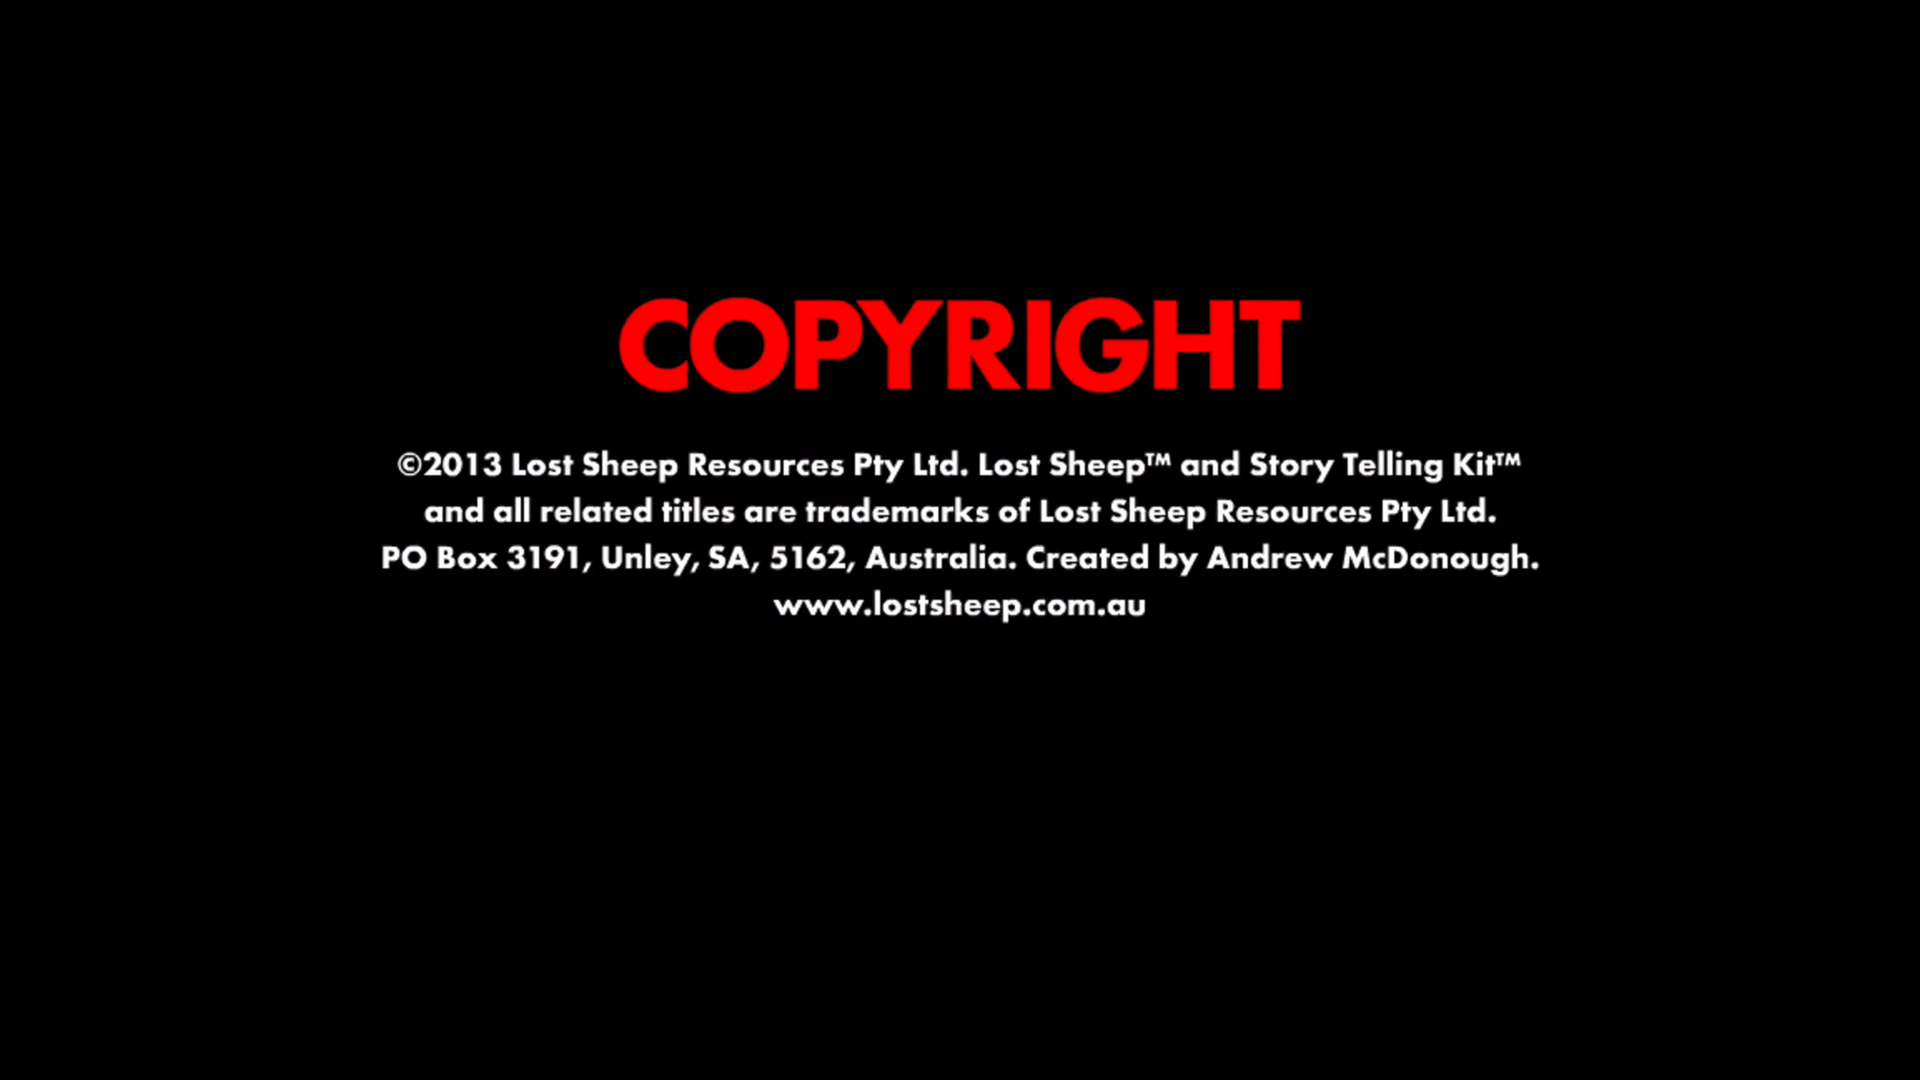 COPYRIGHT
©2013 Lost Sheep Resources Pty Ltd. Lost Sheep™ and Story Telling Kit™
and all related titles are trademarks of Lost Sheep Resources Pty Ltd.
PO Box 3191, Unley, SA, 5162, Australia. Created by Andrew McDonough.
www.lostsheep.com.au